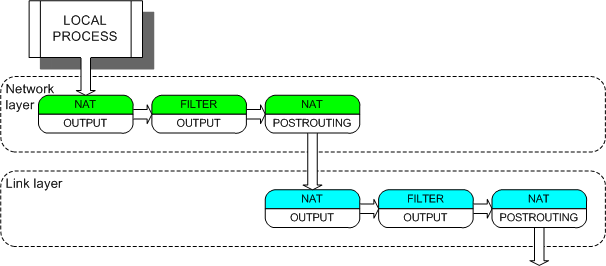 LOCAL
PROCESS
Network
layer
NAT
OUTPUT
FILTER
OUTPUT
NAT
POSTROUTING
Link layer
NAT
OUTPUT
FILTER
OUTPUT
NAT
POSTROUTING